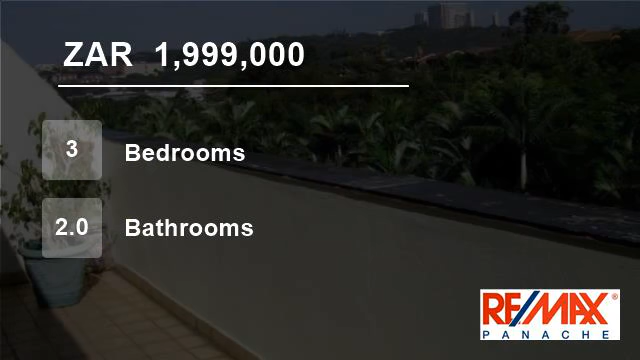 ZAR 1,999,000
3 Bedrooms
2.0 Bathrooms
RE/MAX®
PANACHE